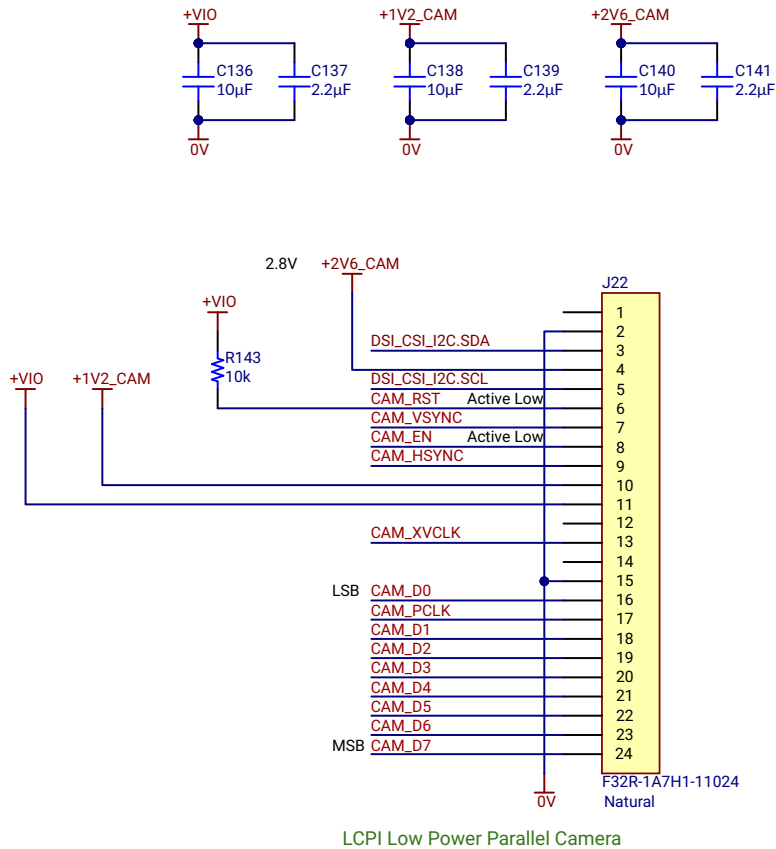 +VIO +1V2_CAM +2V6_CAM
C136 C137 C138 C139 C140 C141
10µF 2.2µF 10µF 2.2µF 10µF 2.2µF
0V 0V 0V
2.8V +2V6_CAM
J22
+VIO
1
2
DSI_CSI_I2C.SDA 3
R143
10k
4
+VIO +1V2_CAM
DSI_CSI_I2C.SCL 5
CAM_RST Active Low 6
CAM_VSYNC 7
CAM_EN Active Low 8
CAM_HSYNC 9
10
11
12
CAM_XVCLK 13
14
15
LSB CAM_D0 16
CAM_PCLK 17
CAM_D1 18
CAM_D2 19
CAM_D3 20
CAM_D4 21
CAM_D5 22
CAM_D6 23
MSB CAM_D7 24
F32R-1A7H1-11024
0V Natural
LCPI Low Power Parallel Camera